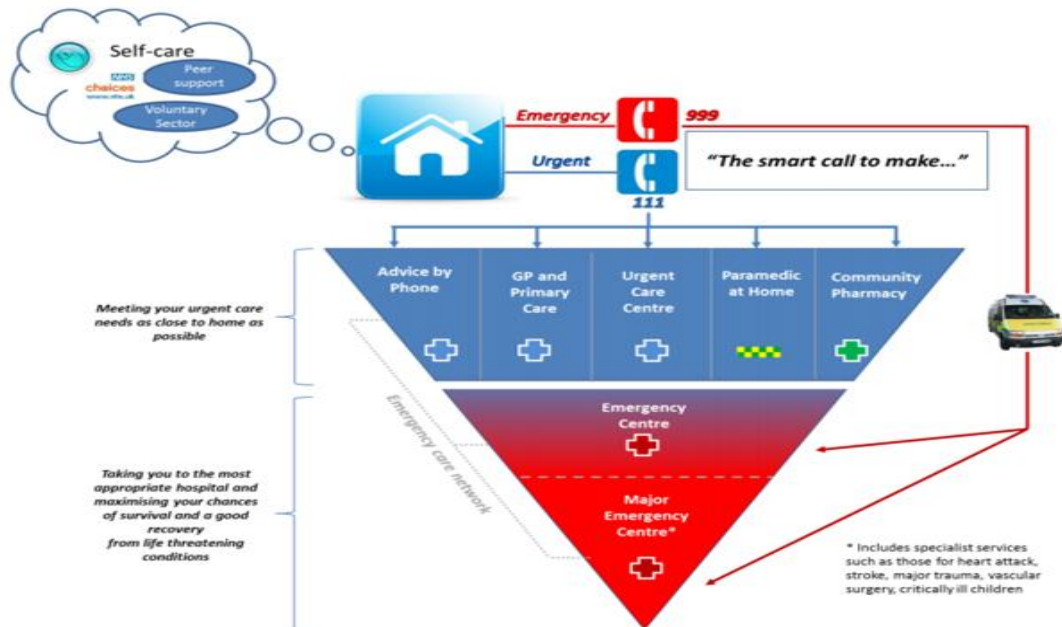 Self-care
Peer
support
NHS
choices
www.nhs.uk
Voluntary
Sector
Emergency
999
Urgent
111
"The smart call to make..."
Advice by
Phone
GP and
Primary
Care
Urgent
Care
Centre
Paramedic
at Home
Community
Pharmacy
Meeting your urgent care
needs as close to home as
possible
Emergency care network
Emergency
Centre
Taking you to the most
appropriate hospital and
maximising your chances
of survival and a good
recovery
from life threatening
conditions
Major
Emergency
Centre*
* Includes specialist services
such as those for heart attack,
stroke, major trauma, vascular
surgery, critically ill children